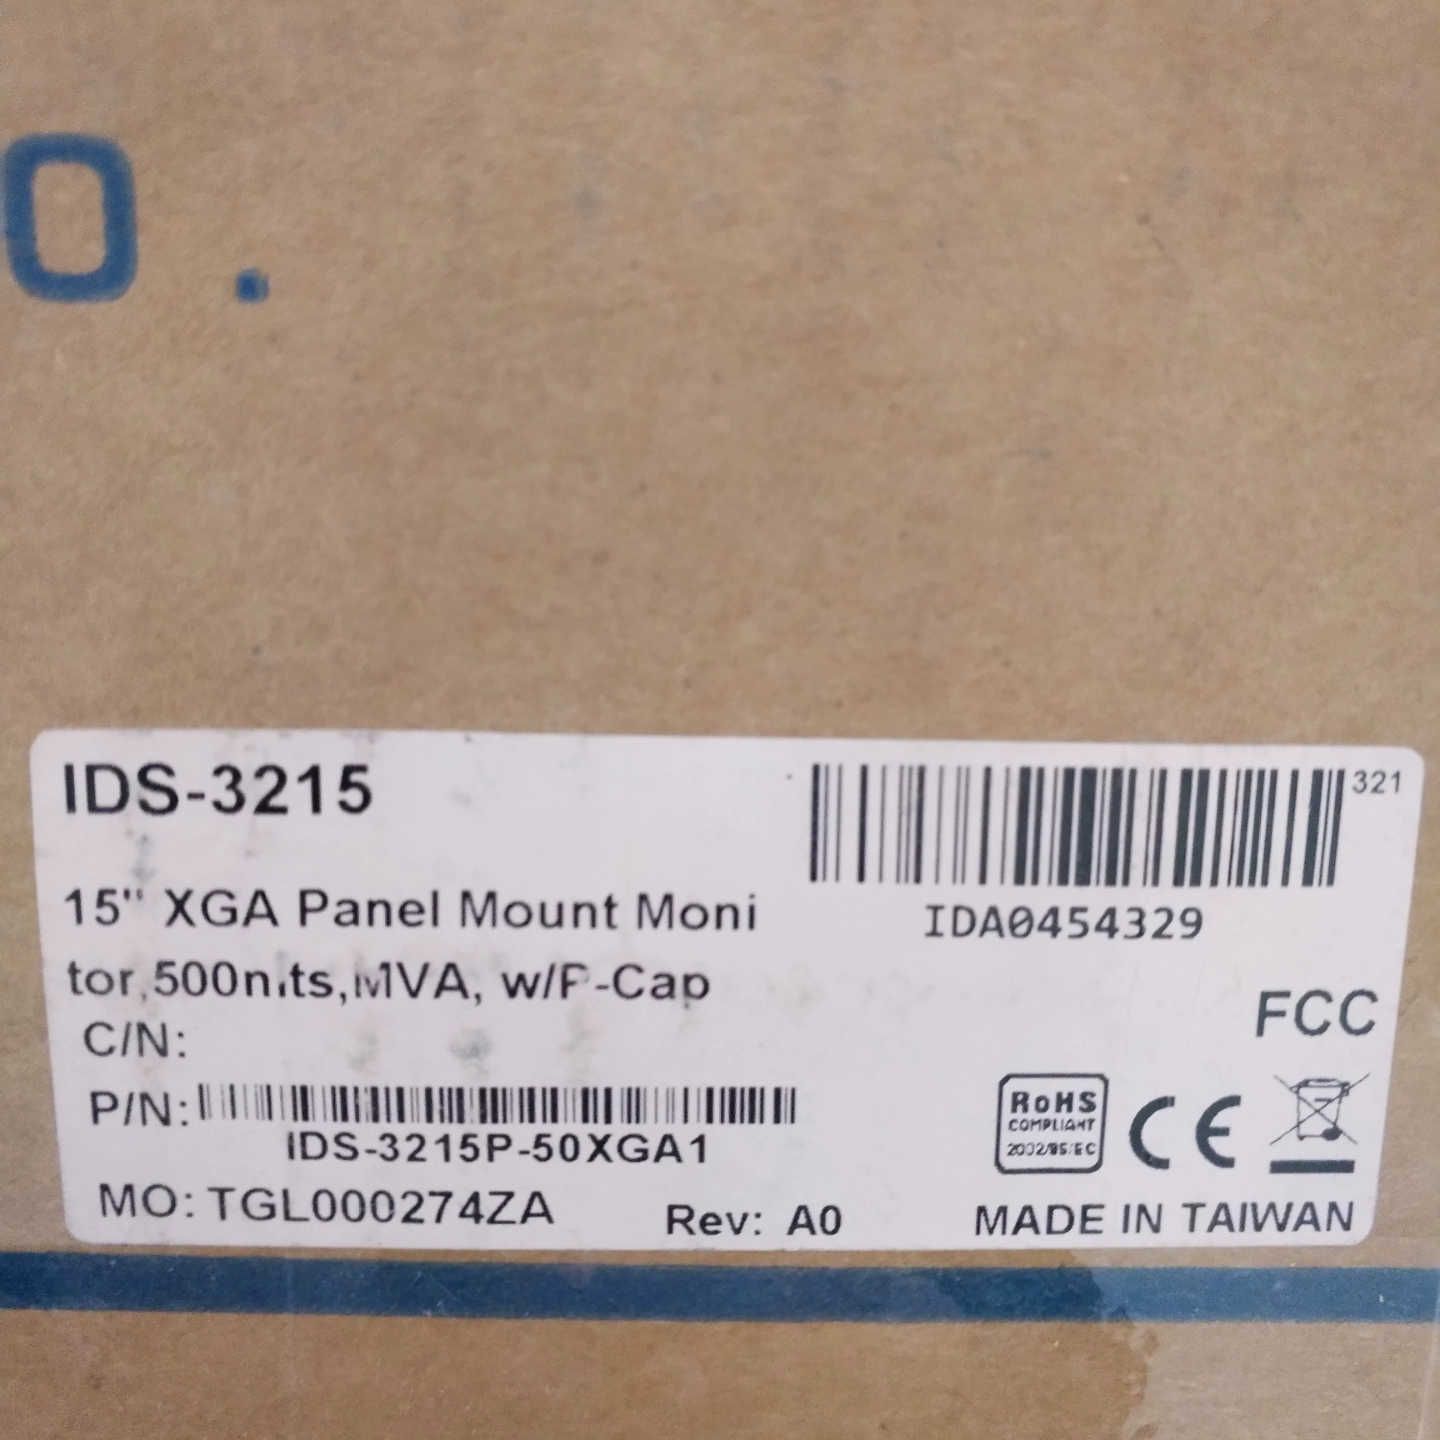 O.
IDS-3215
321
15" XGA Panel Mount Moni
IDA0454329
tor,500nits,MVA, w/P-Cap
FCC
C/N:
P/N:
IDS-3215P-50XGA1
RoHS
COMPLIANT
2002/95/EC
CE
MO: TGL000274ZA
Rev: A0
MADE IN TAIWAN